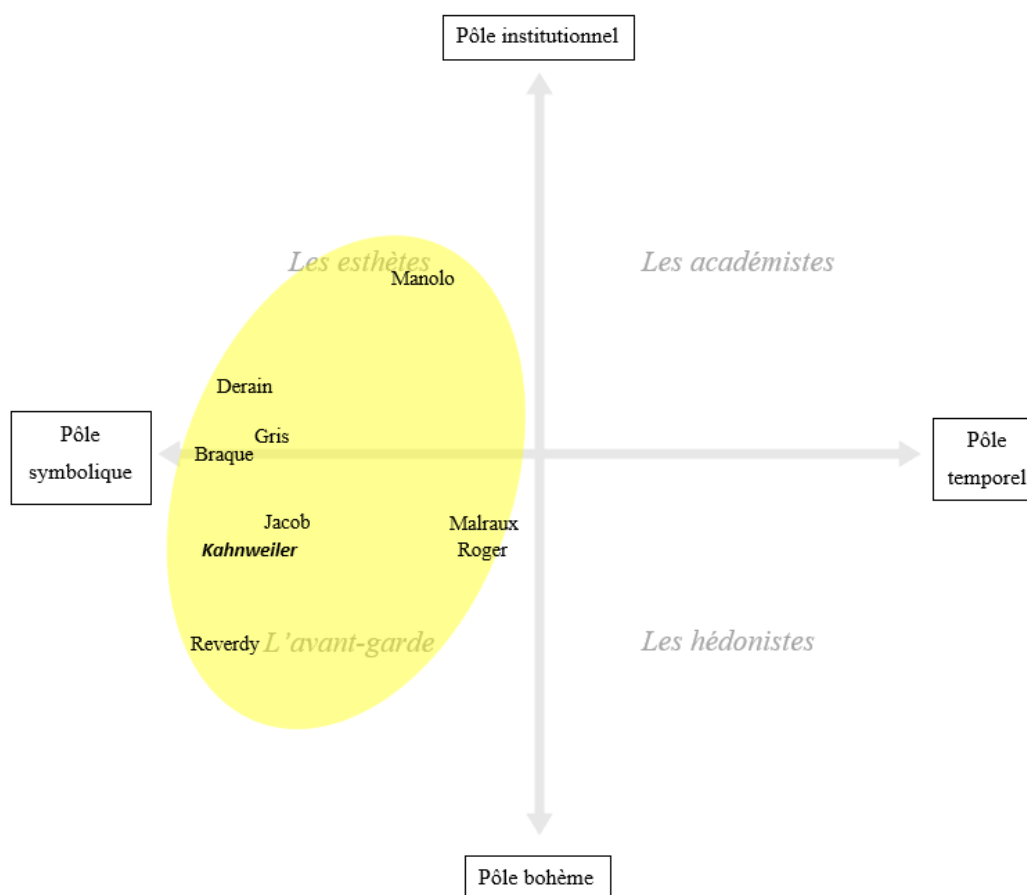 Pôle institutionnel
Les esthètes
Les académistes
Manolo
Derain
Gris
Braque
Pôle
symbolique
Pôle
temporel
Jacob
Malraux
Kahnweiler
Roger
Reverdy
L'avant-garde
Les hédonistes
Pôle bohème